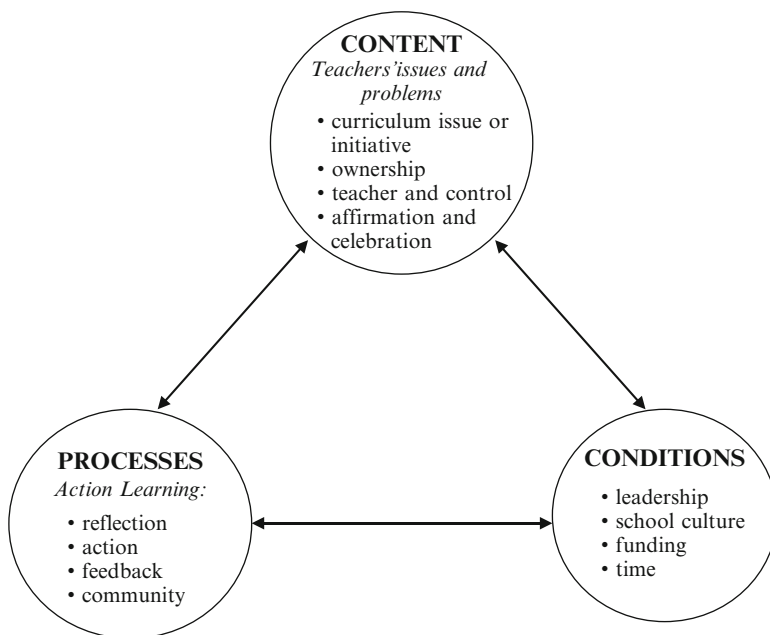 CONTENT
Teachers'issues and
problems
• curriculum issue or
initiative
• ownership
• teacher and control
• affirmation and
celebration
PROCESSES
Action Learning:
• reflection
• action
• feedback
• community
CONDITIONS
• leadership
• school culture
• funding
• time